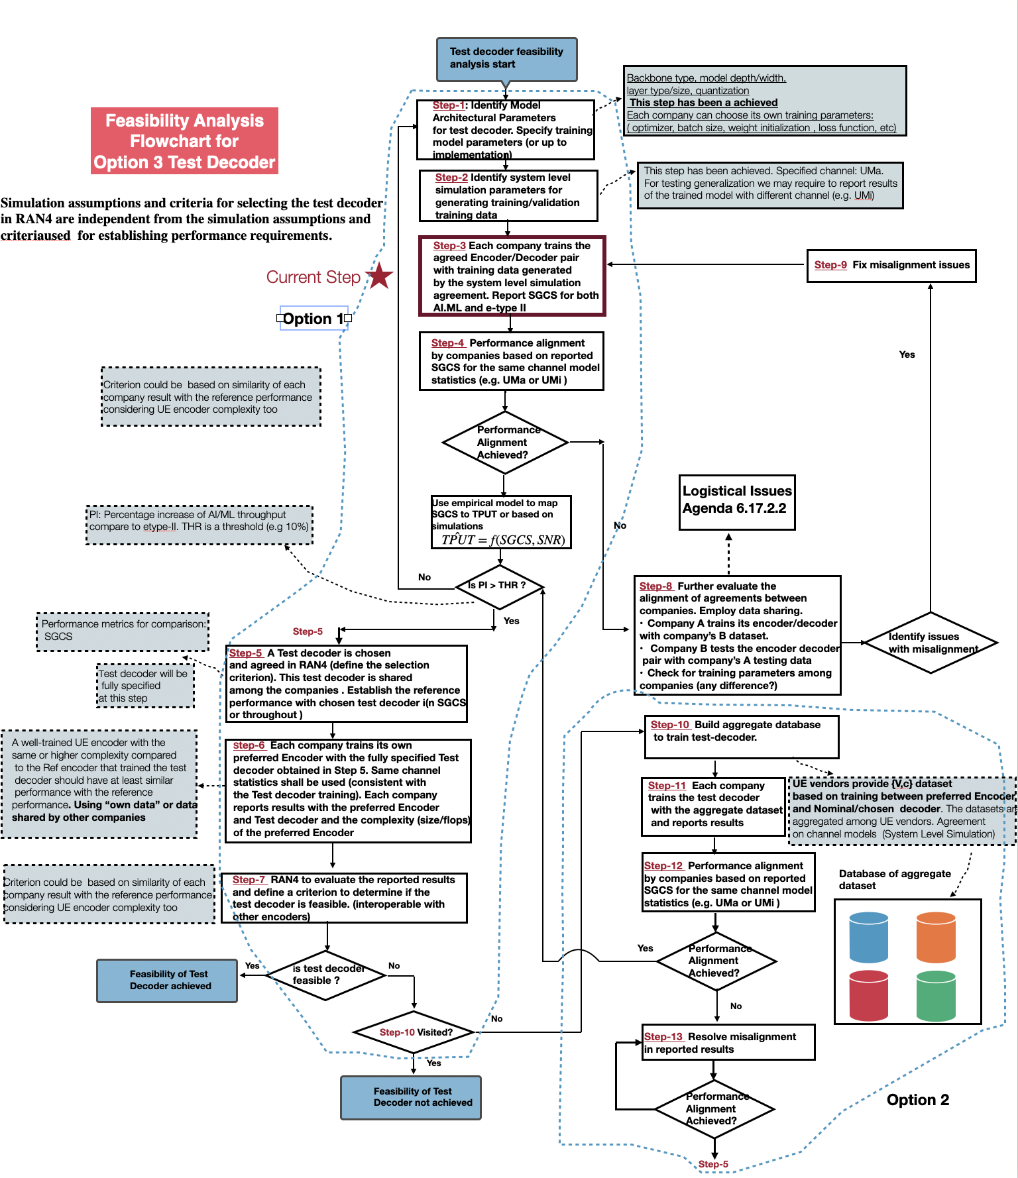 Test decoder feasibility
analysis start
Feasibility Analysis
Flowchart for
Option 3 Test Decoder
Simulation assumptions and criteria for selecting the test decoder
in RAN4 are independent from the simulation assumptions and
criteriaused for establishing performance requirements.
Current Step
Option 1
Step-1: Identify Model
Architectural Parameters
for test decoder. Specify training
model parameters (or up to
implementation)
Backbone type, model depth/width,
layer type/size, quantization
This step has been a achieved
Each company can choose its own training parameters:
( optimizer, batch size, weight initialization , loss function, etc)
Step-2 Identify system level
simulation parameters for
generating training/validation
training data
This step has been achieved. Specified channel: UMa.
For testing generalization we may require to report results
of the trained model with different channel (e.g. UMi)
Step-3 Each company trains the
agreed Encoder/Decoder pair
with training data generated
by the system level simulation
agreement. Report SGCS for both
AI.ML and e-type II
Step-9 Fix misalignment issues
Step-4 Performance alignment
by companies based on reported
SGCS for the same channel model
statistics (e.g. UMa or UMi )
Yes
Criterion could be based on similarity of each
company result with the reference performance
considering UE encoder complexity too
Performance
Alignment
Achieved?
Logistical Issues
Agenda 6.17.2.2
Use empirical model to map
SGCS to TPUT or based on
simulations
TP̂UT = f(SGCS, SNR)
No
PI: Percentage increase of AI/ML throughput
compare to etype-II. THR is a threshold (e.g 10%)
No
Is PI > THR ?
Yes
Step-8 Further evaluate the
alignment of agreements between
companies. Employ data sharing.
· Company A trains its encoder/decoder
with company's B dataset.
· Company B tests the encoder decoder
pair with company's A testing data
· Check for training parameters among
companies (any difference?)
Identify issues
with misalignment
Performance metrics for comparison:
SGCS
Step-5
Test decoder will be
fully specified
at this step
Step-5 A Test decoder is chosen
and agreed in RAN4 (define the selection
criterion). This test decoder is shared
among the companies . Establish the reference
performance with chosen test decoder i(n SGCS
or throughout )
Step-10 Build aggregate database
to train test-decoder.
A well-trained UE encoder with the
same or higher complexity compared
to the Ref encoder that trained the test
decoder should have at least similar
performance with the reference
performance. Using "own data" or data
shared by other companies
Step-6 Each company trains its own
preferred Encoder with the fully specified Test
decoder obtained in Step 5. Same channel
statistics shall be used (consistent with
the Test decoder training). Each company
reports results with the preferred Encoder
and Test decoder and the complexity (size/flops)
of the preferred Encoder
Step-11 Each company
trains the test decoder
with the aggregate dataset
and reports results
UE vendors provide {V,c} dataset
based on training between preferred Encoder
and Nominal/chosen decoder. The datasets are
aggregated among UE vendors. Agreement
on channel models (System Level Simulation)
Step-12 Performance alignment
by companies based on reported
SGCS for the same channel model
statistics (e.g. UMa or UMi )
Database of aggregate
dataset
Criterion could be based on similarity of each
company result with the reference performance
considering UE encoder complexity too
Step-7 RAN4 to evaluate the reported results
and define a criterion to determine if the
test decoder is feasible. (interoperable with
other encoders)
Yes
Performance
Alignment
Achieved?
No
Feasibility of Test
Decoder achieved
Yes
is test decoder
feasible ?
No
Step-10 Visited?
No
Yes
Feasibility of Test
Decoder not achieved
Step-13 Resolve misalignment
in reported results
Performance
Alignment
Achieved?
Option 2
Step-5